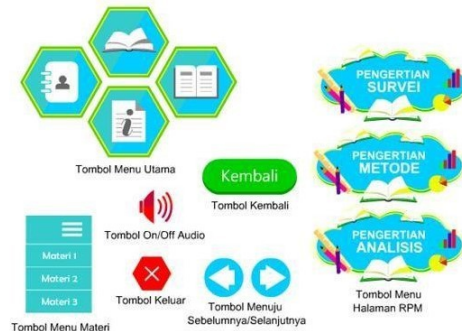 Tombol Menu Utama
Kembali
Tombol Kembali
Tombol On/Off Audio
Materi 1
Materi 2
Materi 3
Tombol Menu Materi
Tombol Keluar
Tombol Menuju
Sebelumnya/Selanjutnya
PENGERTIAN
SURVEI
PENGERTIAN
METODE
PENGERTIAN
ANALISIS
Tombol Menu
Halaman RPM